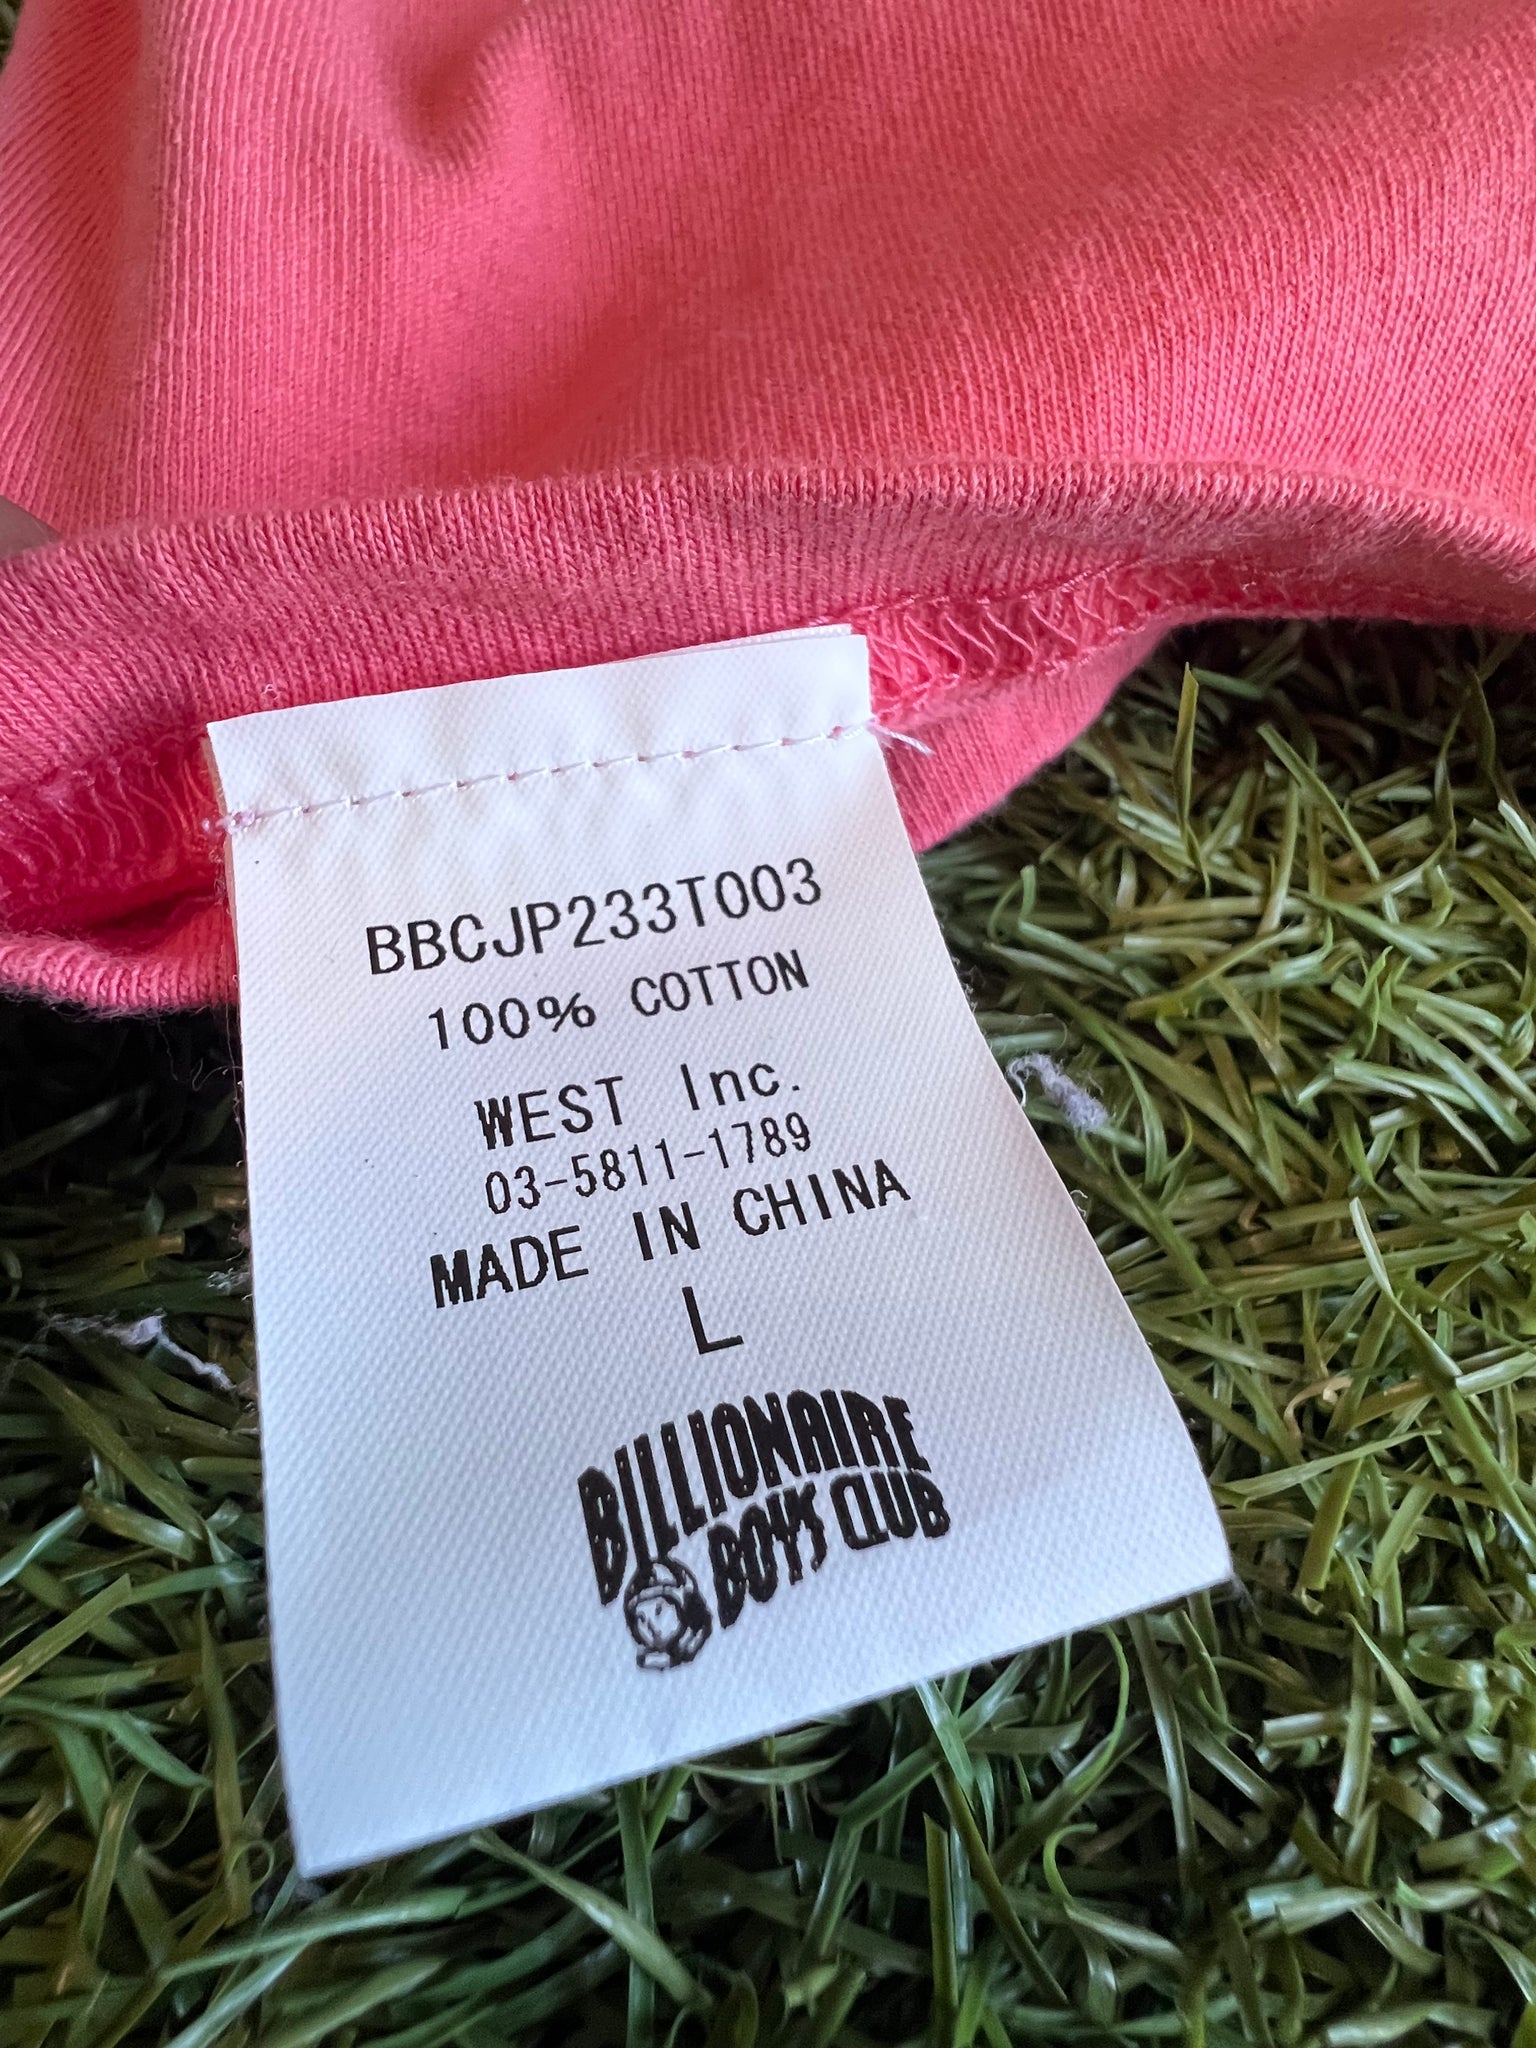 BBCJP233T003
100% COTTON
WEST Inc.
03-5811-1789
MADE IN CHINA
L
BILLIONAIRE
BOYS CLUB